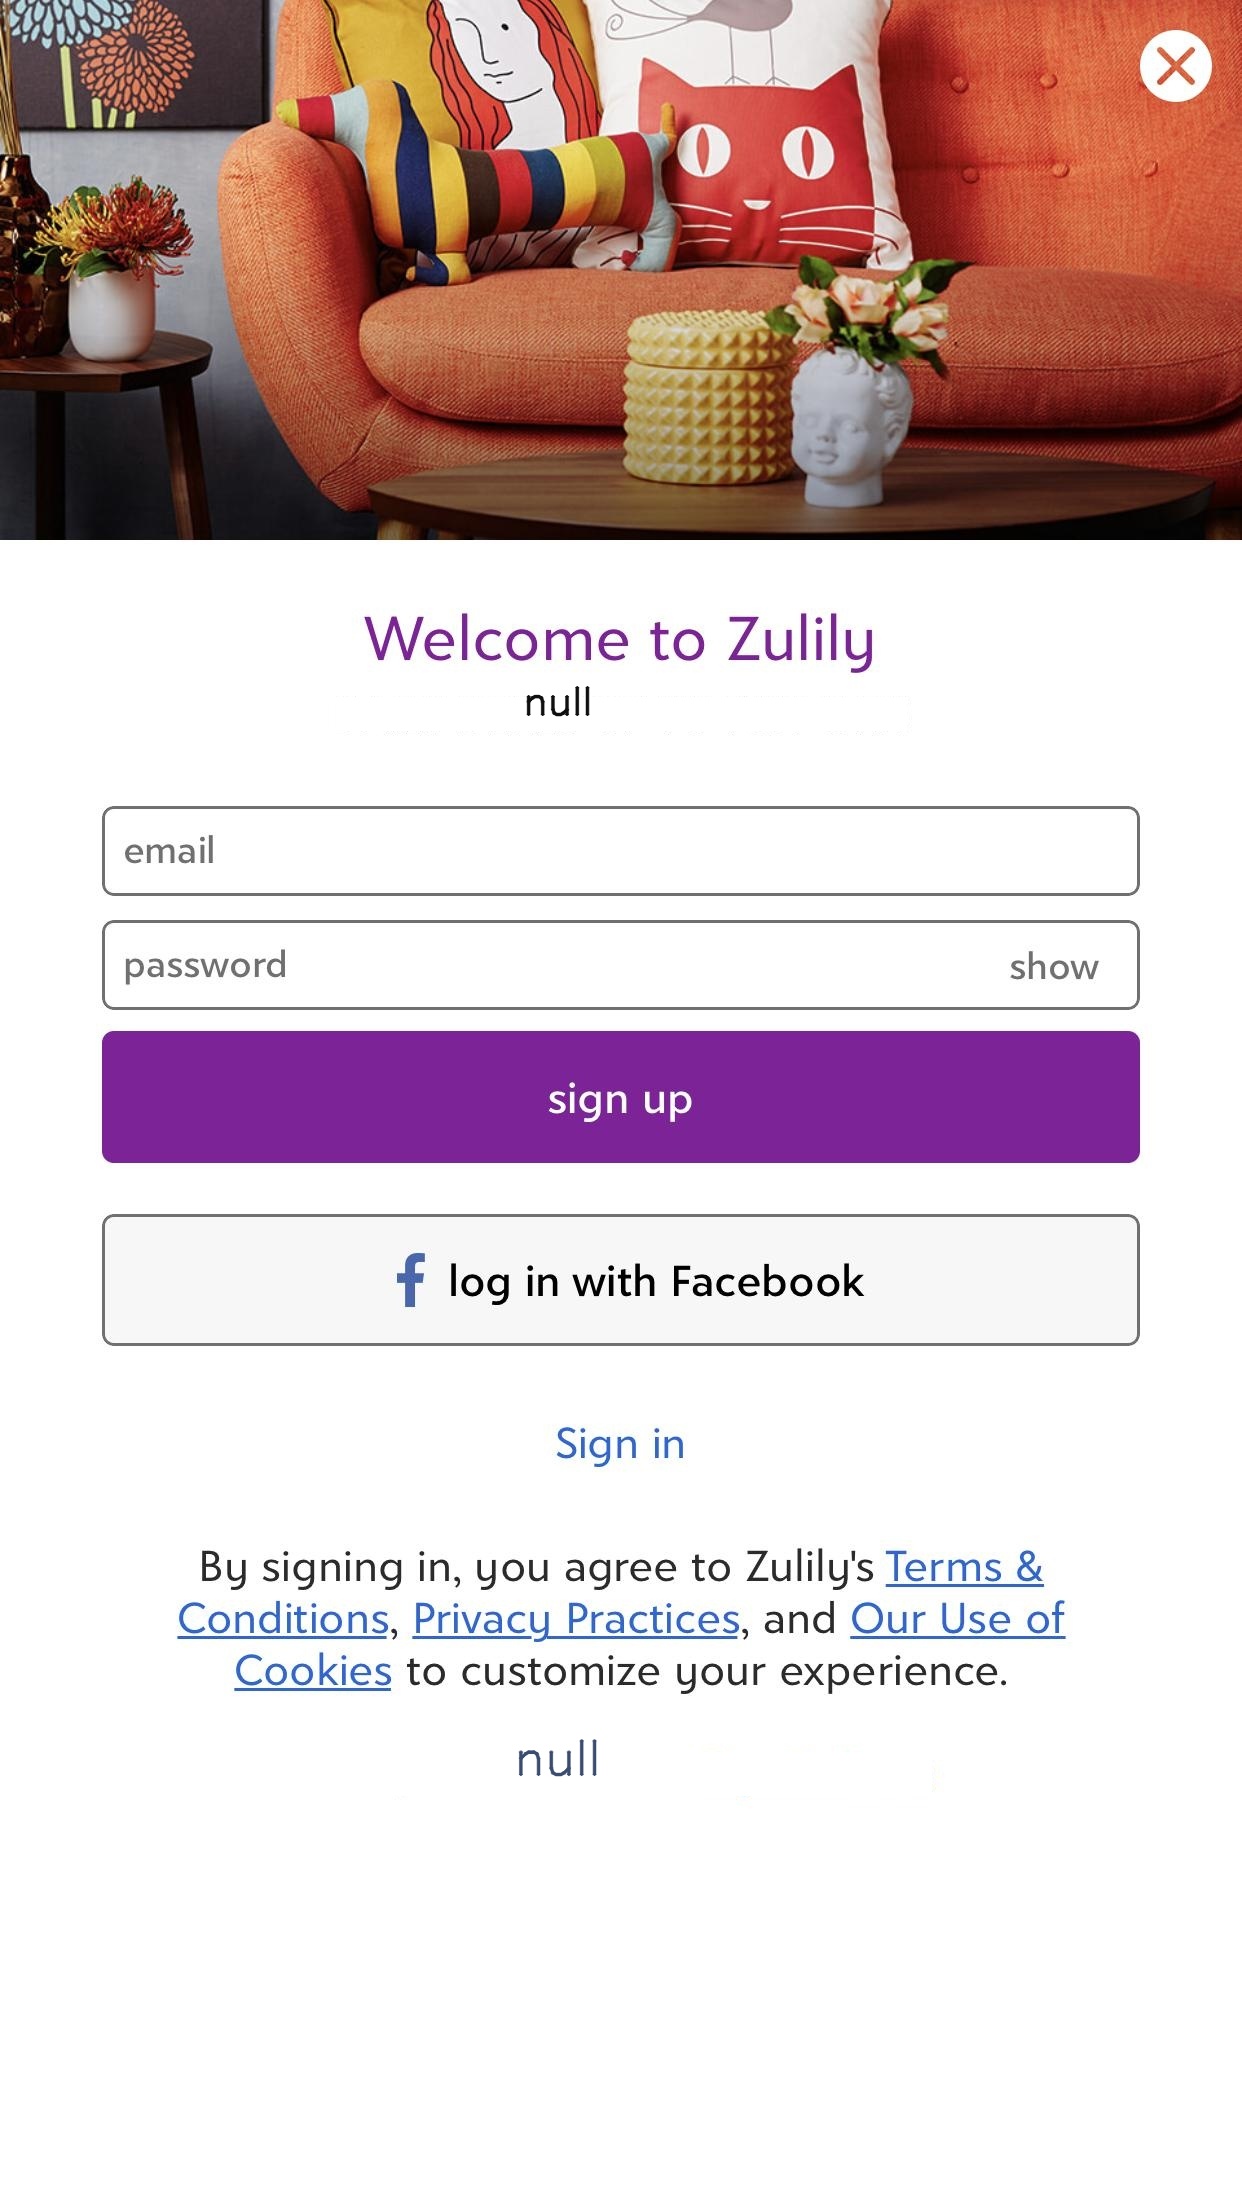 Welcome to Zulily
null
email
password show
sign up
log in with Facebook
Sign in
By signing in, you agree to Zulily's Terms &
Conditions, Privacy Practices, and Our Use of
Cookies to customize your experience.
null